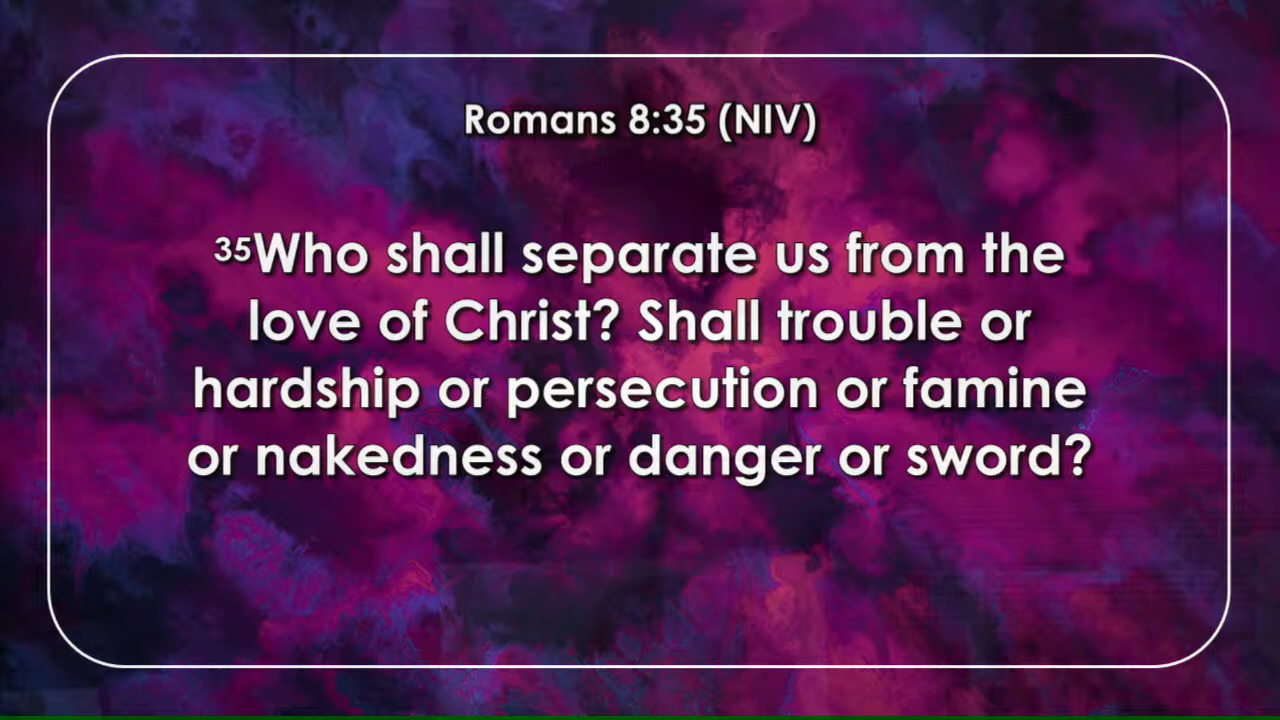 Romans 8:35 (NIV)
35Who shall separate us from the
love of Christ? Shall trouble or
hardship or persecution or famine
or nakedness or danger or sword?